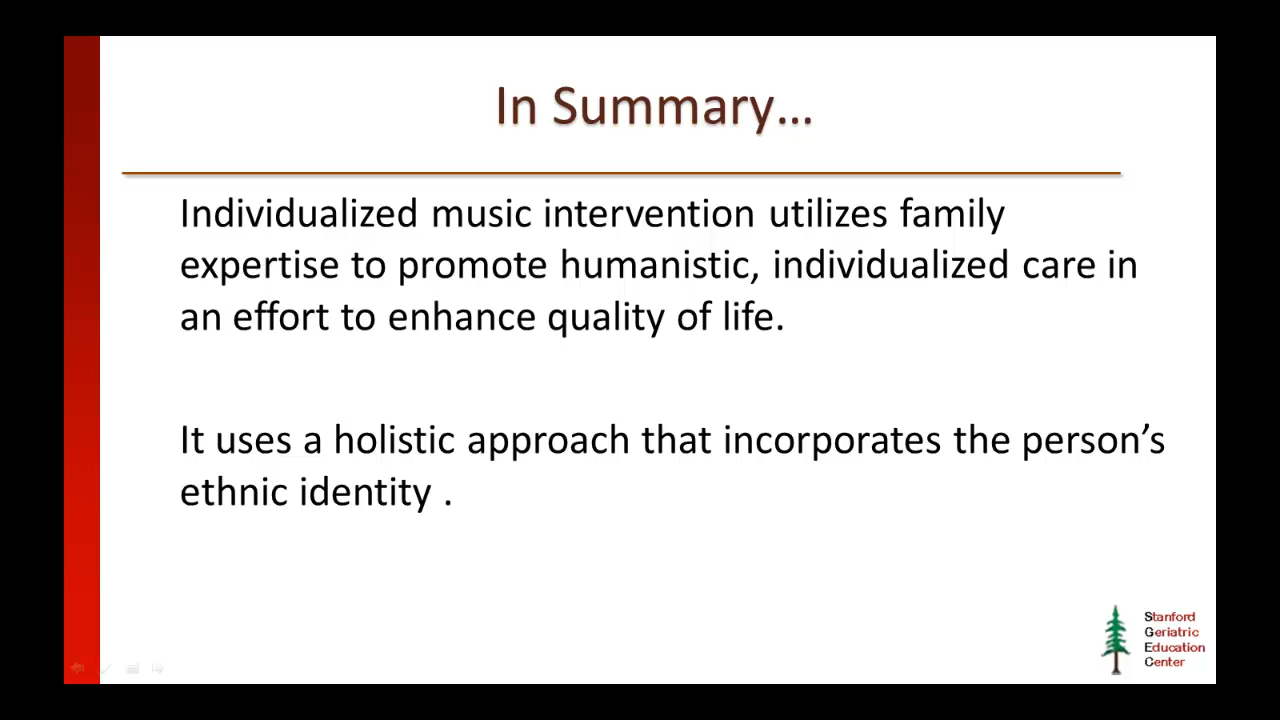 In Summary...
Individualized music intervention utilizes family
expertise to promote humanistic, individualized care in
an effort to enhance quality of life.
It uses a holistic approach that incorporates the person’s
ethnic identity .
Stanford
Geriatric
Education
Center